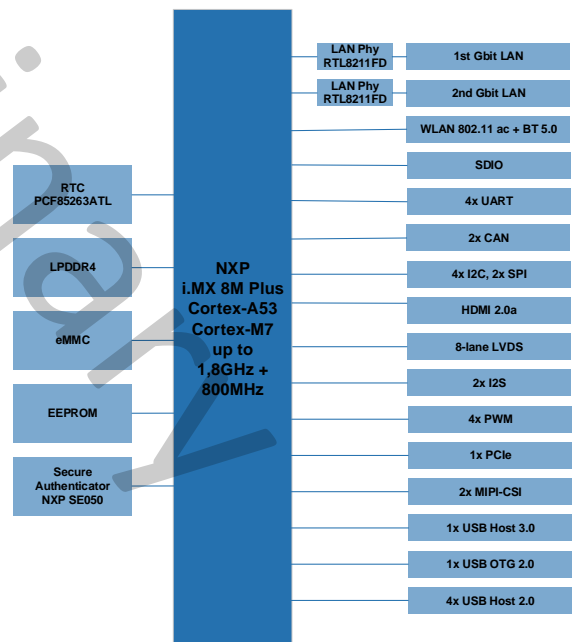 LAN Phy
RTL8211FD
1st Gbit LAN
LAN Phy
RTL8211FD
2nd Gbit LAN
WLAN 802.11 ac + BT 5.0
SDIO
RTC
PCF85263ATL
4x UART
2x CAN
LPDDR4
NXP
i.MX 8M Plus
Cortex-A53
Cortex-M7
up to
1,8GHz +
800MHz
4x I2C, 2x SPI
HDMI 2.0a
eMMC
8-lane LVDS
2x I2S
EEPROM
4x PWM
1x PCIe
Secure
Authenticator
NXP SE050
2x MIPI-CSI
1x USB Host 3.0
1x USB OTG 2.0
4x USB Host 2.0
inary